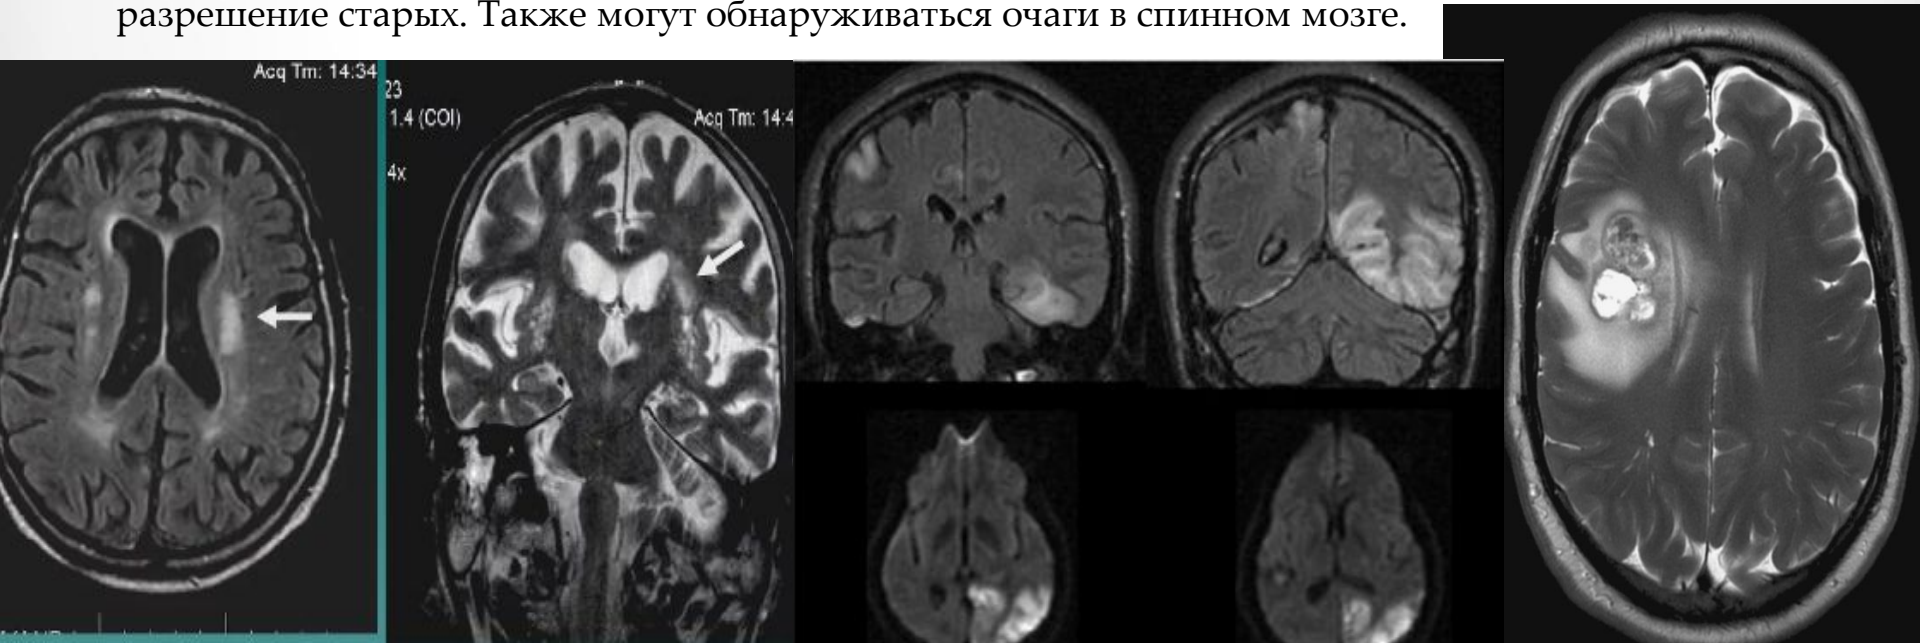 разрешение старых. Также могут обнаруживаться очаги в спинном мозге.
Acq Tm: 14:34
23
1.4 (COI)
Acq Tm: 14:4
4x